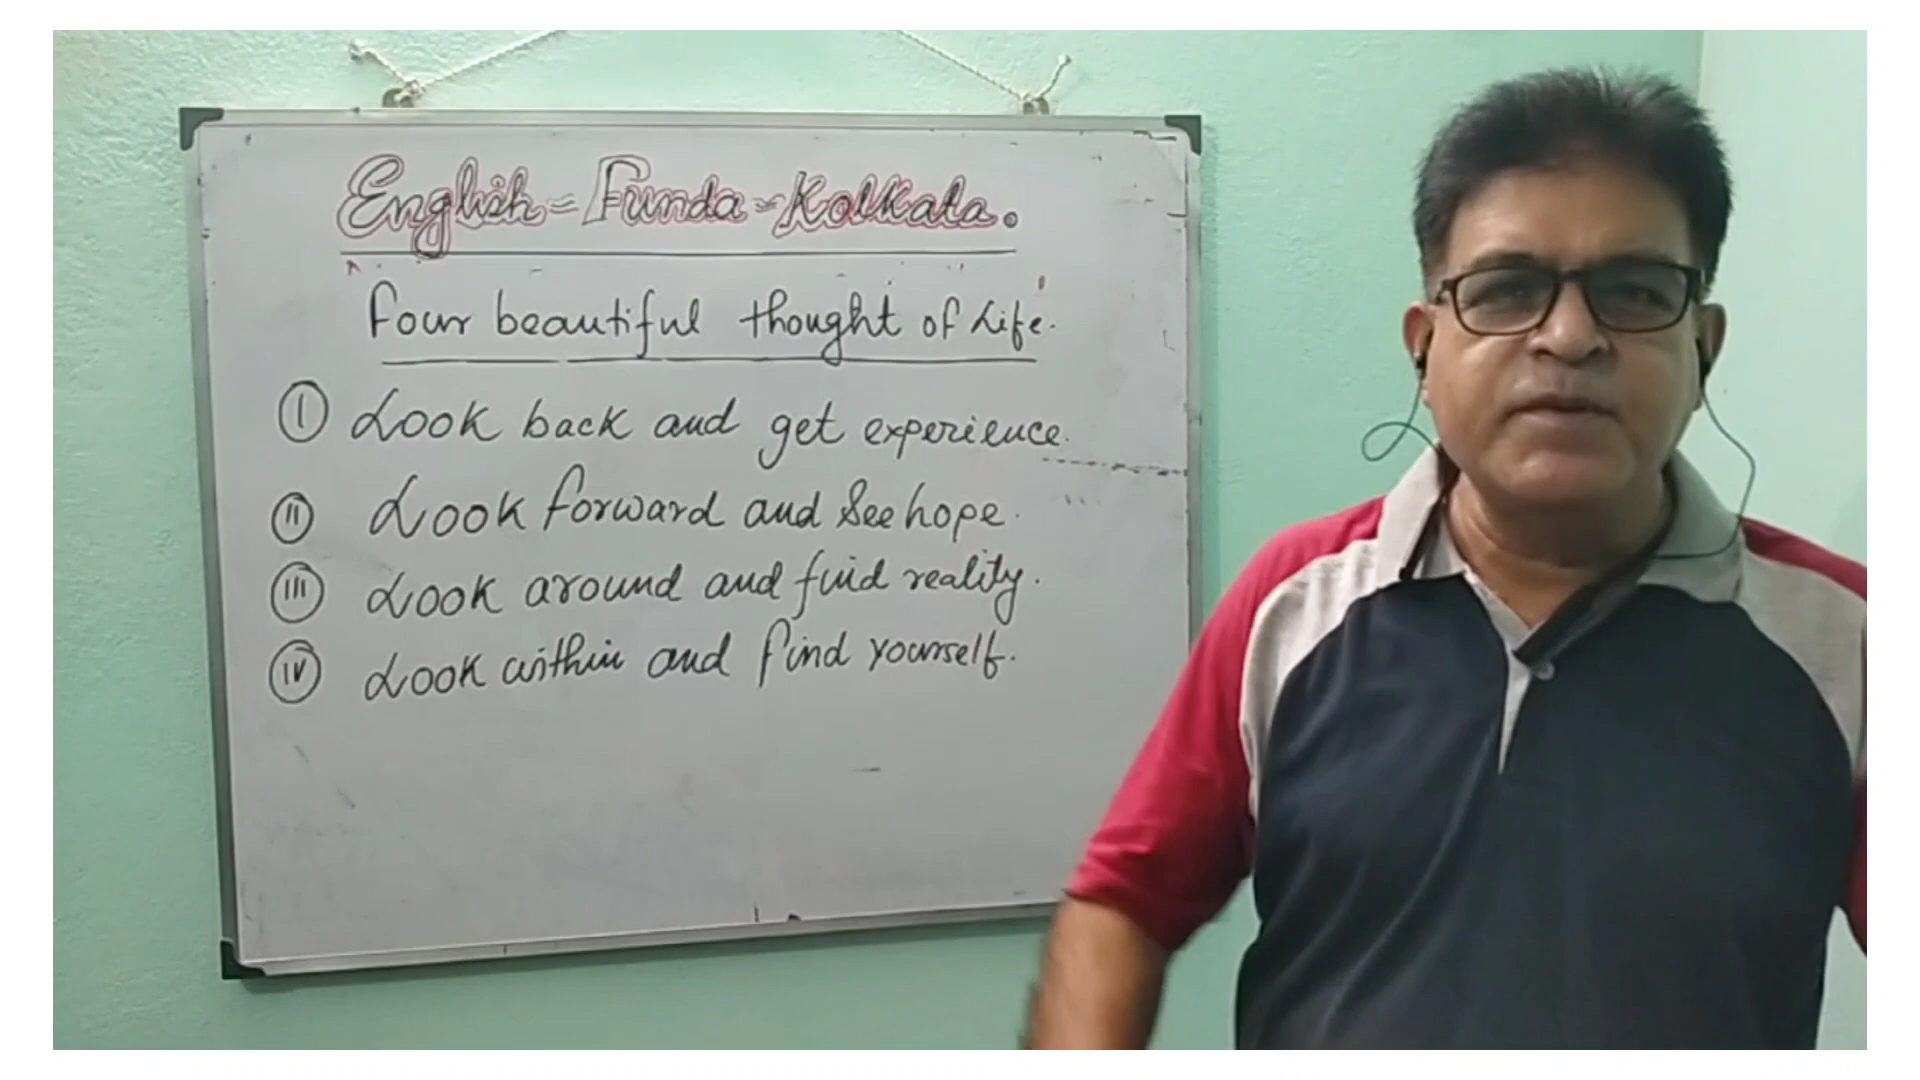 English = Funda = Kolkata.
Four beautiful thought of Life.
I Look back and get experience.
II Look forward and See hope.
III Look around and find reality.
IV Look within and find yourself.